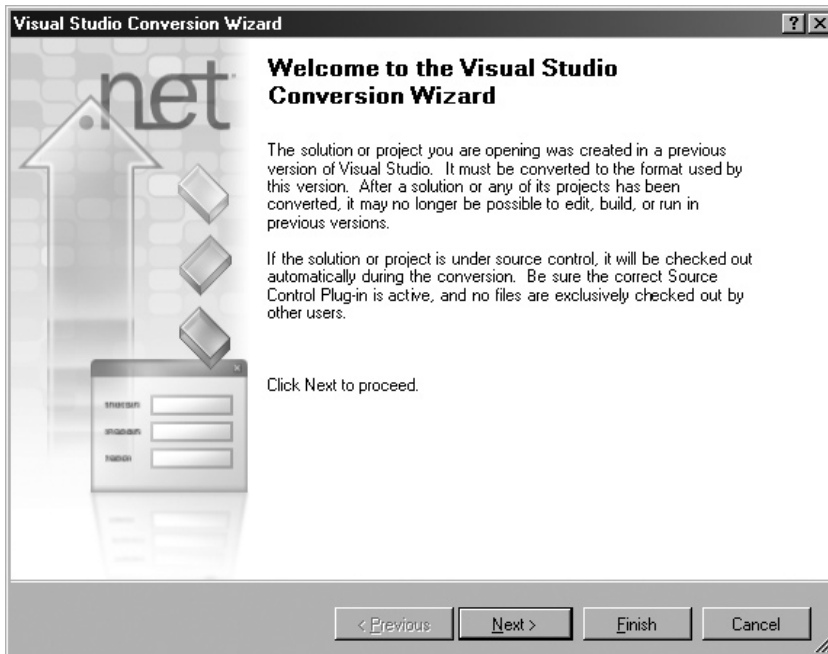 Visual Studio Conversion Wizard
.net
Welcome to the Visual Studio
Conversion Wizard
The solution or project you are opening was created in a previous
version of Visual Studio. It must be converted to the format used by
this version. After a solution or any of its projects has been
converted, it may no longer be possible to edit, build, or run in
previous versions.
If the solution or project is under source control, it will be checked out
automatically during the conversion. Be sure the correct Source
Control Plug-in is active, and no files are exclusively checked out by
other users.
Click Next to proceed.
< Previous
Next >
Finish
Cancel